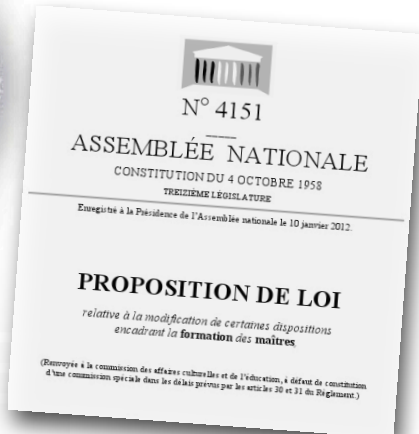 N° 4151
ASSEMBLÉE NATIONALE
CONSTITUTION DU 4 OCTOBRE 1958
TREIZIÈME LÉGISLATURE
Enregistré à la Présidence de l'Assemblée nationale le 10 janvier 2012.
PROPOSITION DE LOI
relative à la modification de certaines dispositions
encadrant la formation des maîtres,
(Renvoyée à la commission des affaires culturelles et de l'éducation, à défaut de constitution
d'une commission spéciale dans les délais prévus par les articles 30 et 31 du Règlement.)